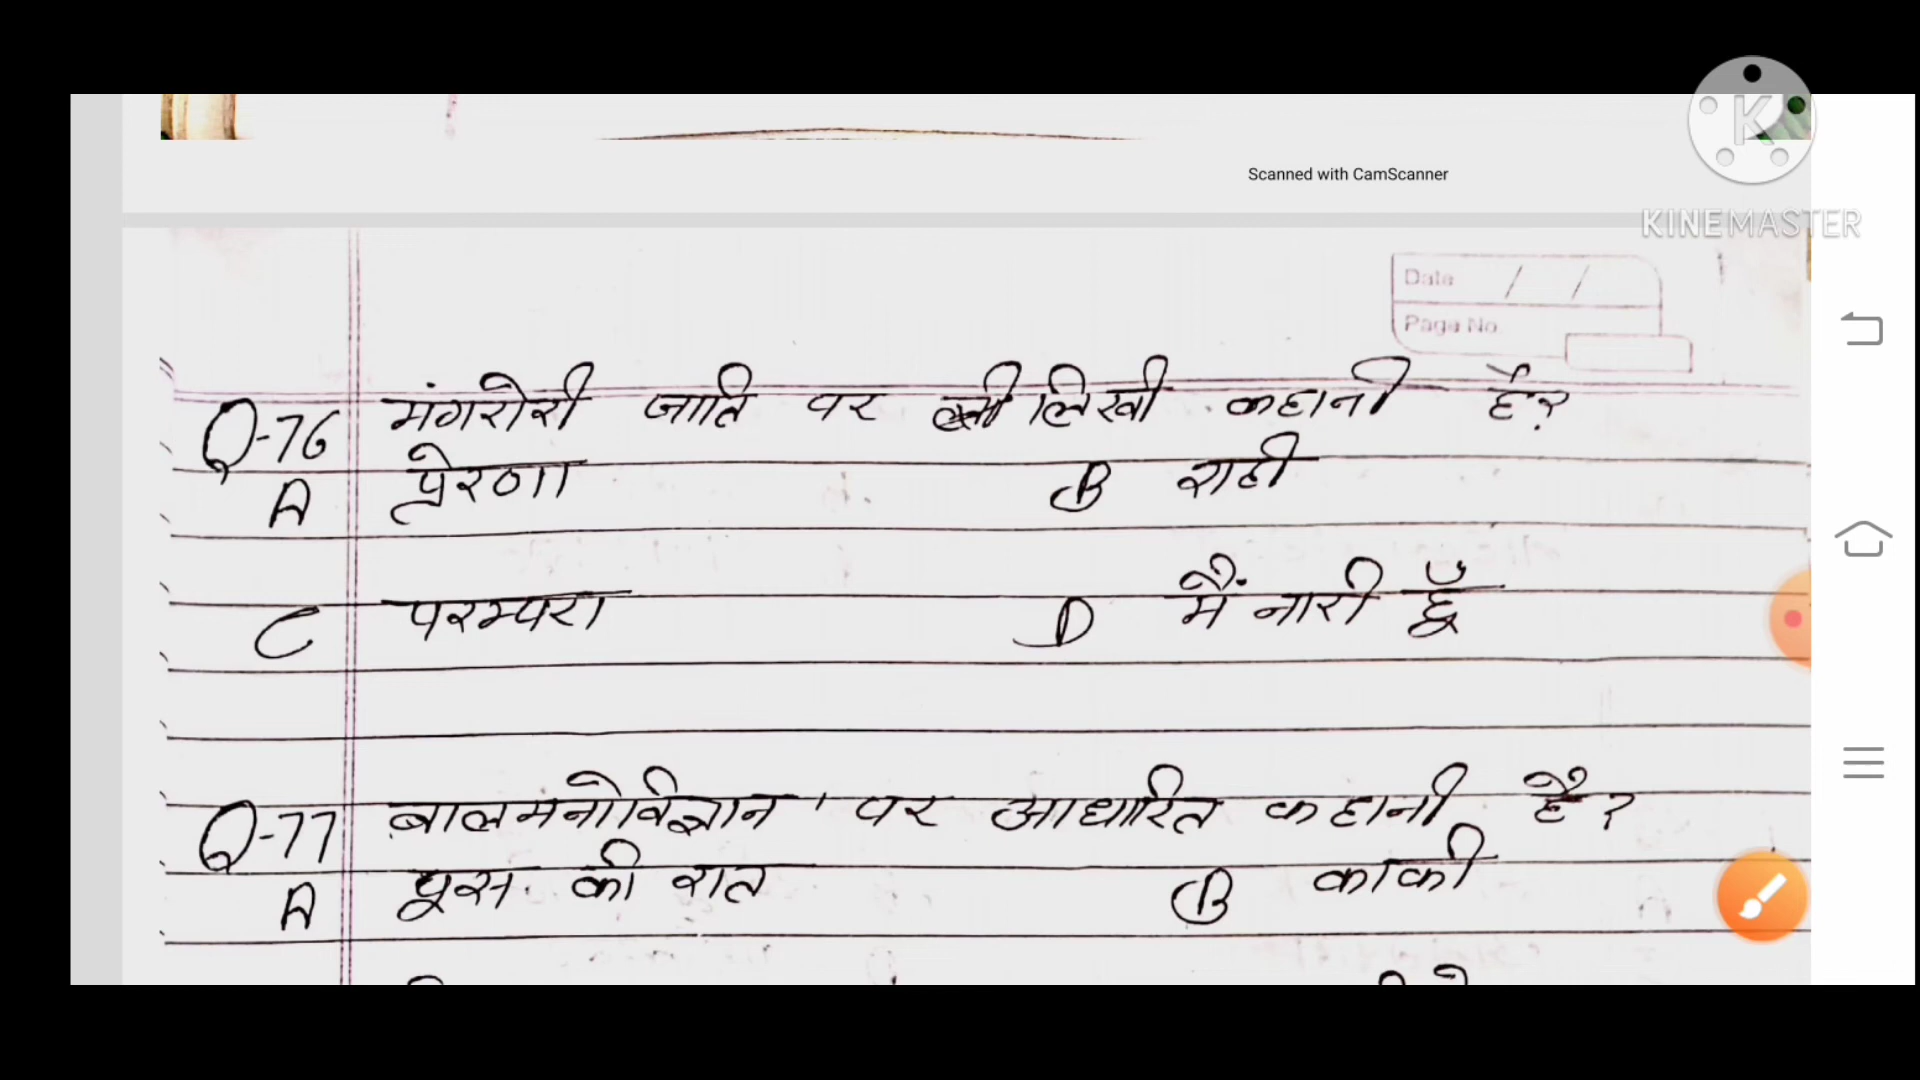 Scanned with CamScanner
KINEMASTER
Date / /
Page No
Q-76 मंगरोरी जाति पर लिखी कहानी है?
A प्रेरणा B राही
C परम्परा D मैं नारी हूँ
Q-77 बालमनोविज्ञान पर आधारित कहानी है?
A पूस की रात B काकी